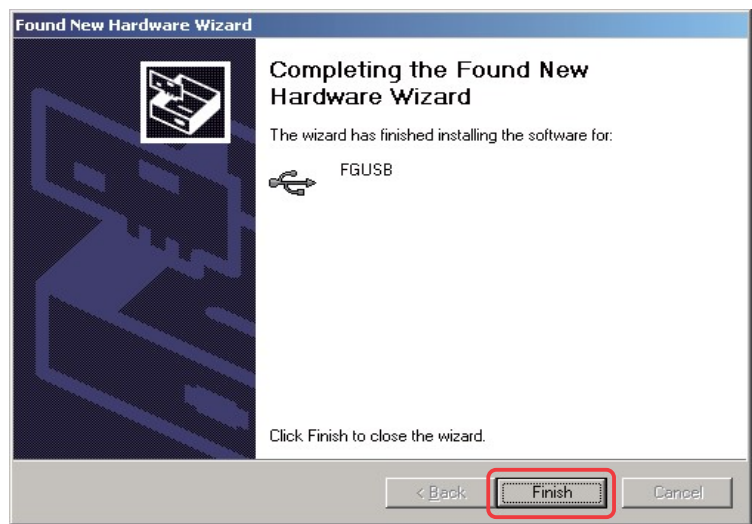 Found New Hardware Wizard
Completing the Found New
Hardware Wizard
The wizard has finished installing the software for:
FGUSB
Click Finish to close the wizard.
< Back
Finish
Cancel